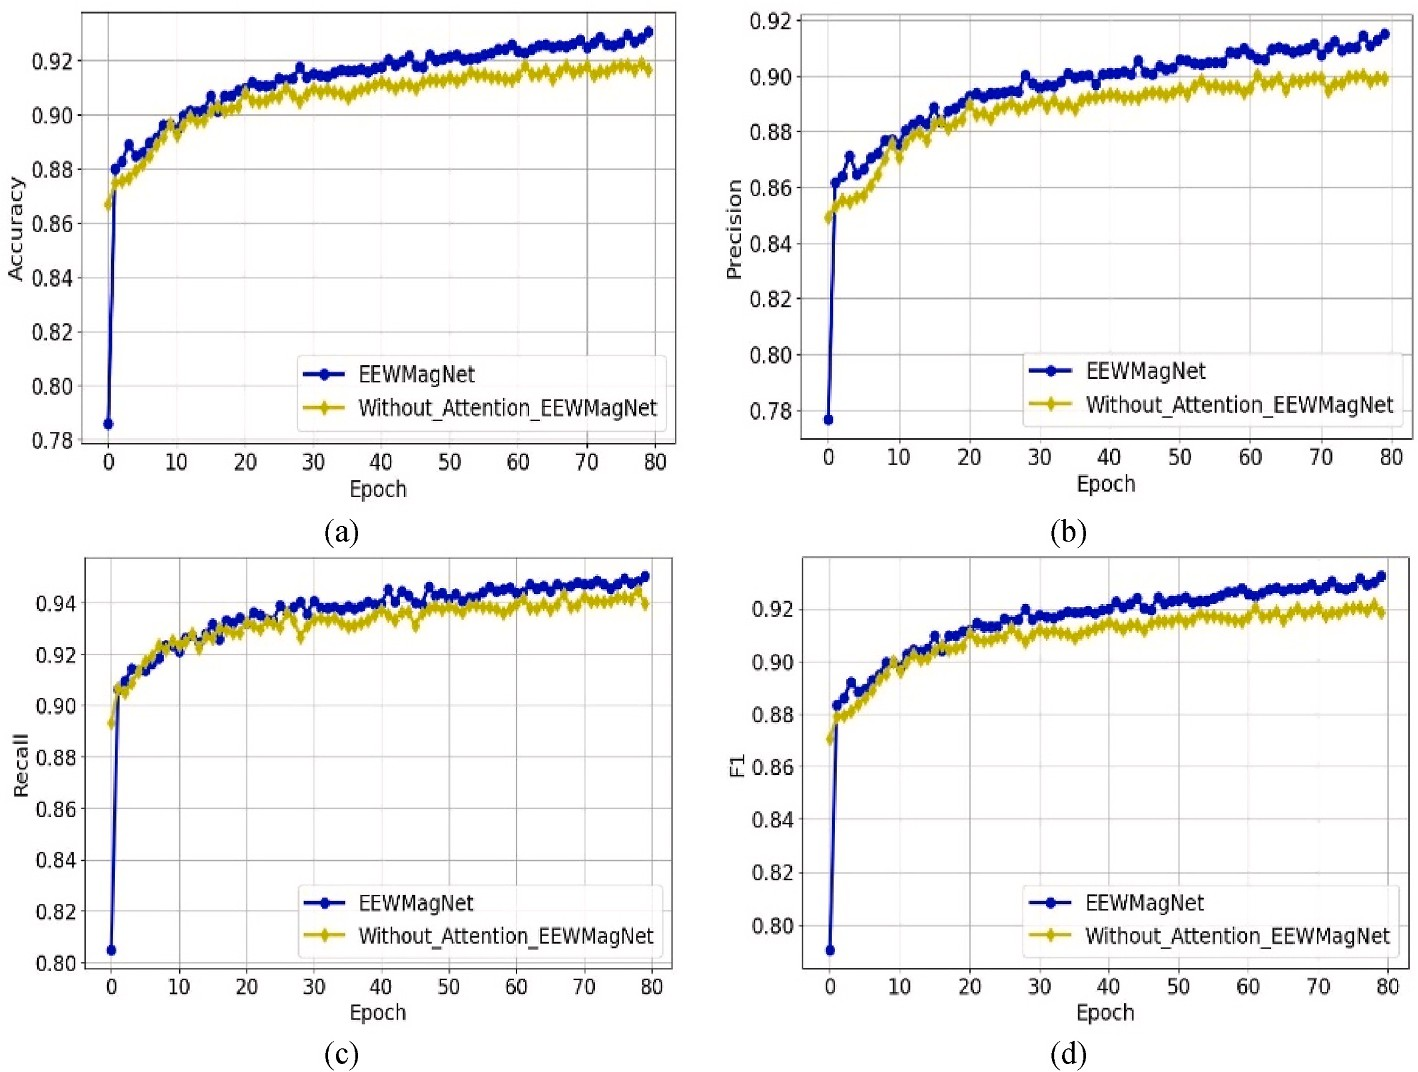 0.92
0.90
0.88
0.86
0.84
0.82
0.80
0.78
Accuracy
EEWMagNet
Without_Attention_EEWMagNet
0 10 20 30 40 50 60 70 80
Epoch
(a)
0.92
0.90
0.88
0.86
0.84
0.82
0.80
0.78
Precision
EEWMagNet
Without_Attention_EEWMagNet
0 10 20 30 40 50 60 70 80
Epoch
(b)
0.94
0.92
0.90
0.88
0.86
0.84
0.82
0.80
Recall
EEWMagNet
Without_Attention_EEWMagNet
0 10 20 30 40 50 60 70 80
Epoch
(c)
0.92
0.90
0.88
0.86
0.84
0.82
0.80
F1
EEWMagNet
Without_Attention_EEWMagNet
0 10 20 30 40 50 60 70 80
Epoch
(d)